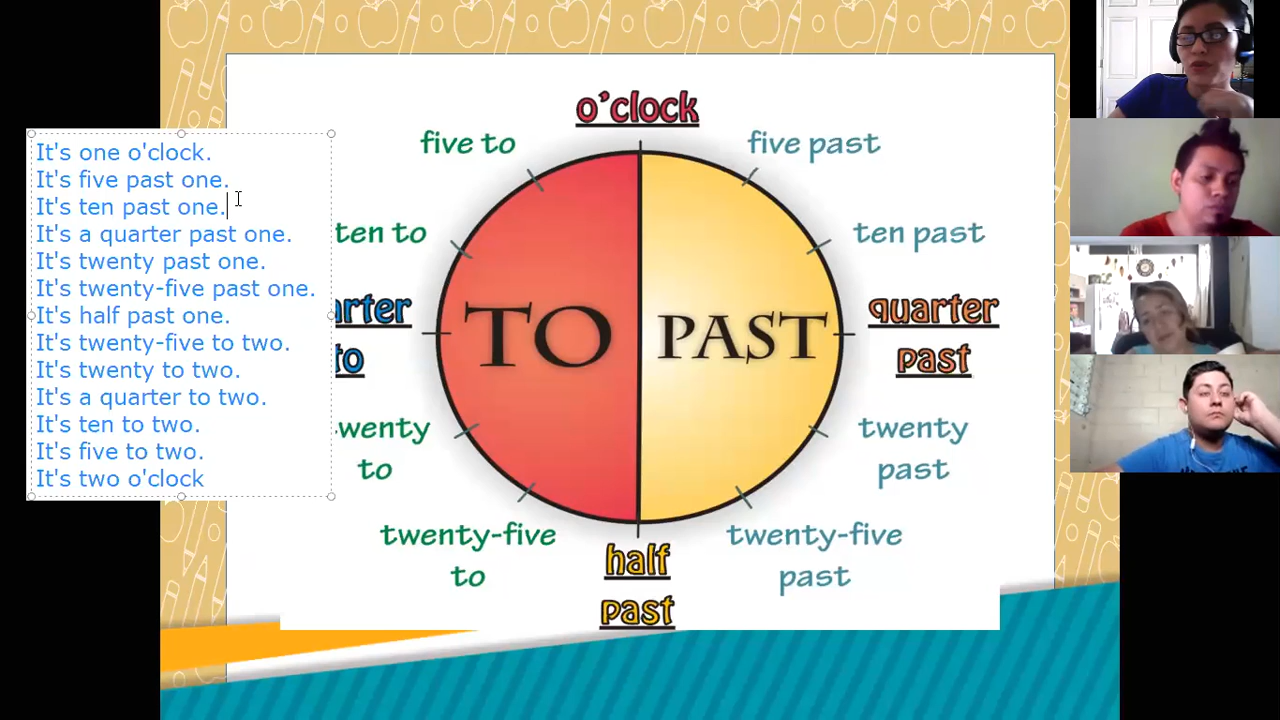 It's one o'clock.
It's five past one.
It's ten past one.
It's a quarter past one.
It's twenty past one.
It's twenty-five past one.
It's half past one.
It's twenty-five to two.
It's twenty to two.
It's a quarter to two.
It's ten to two.
It's five to two.
It's two o'clock
o'clock
five to
five past
ten to
ten past
arter
to
TO
PAST
quarter
past
wenty
to
twenty
past
twenty-five
to
twenty-five
past
half
past